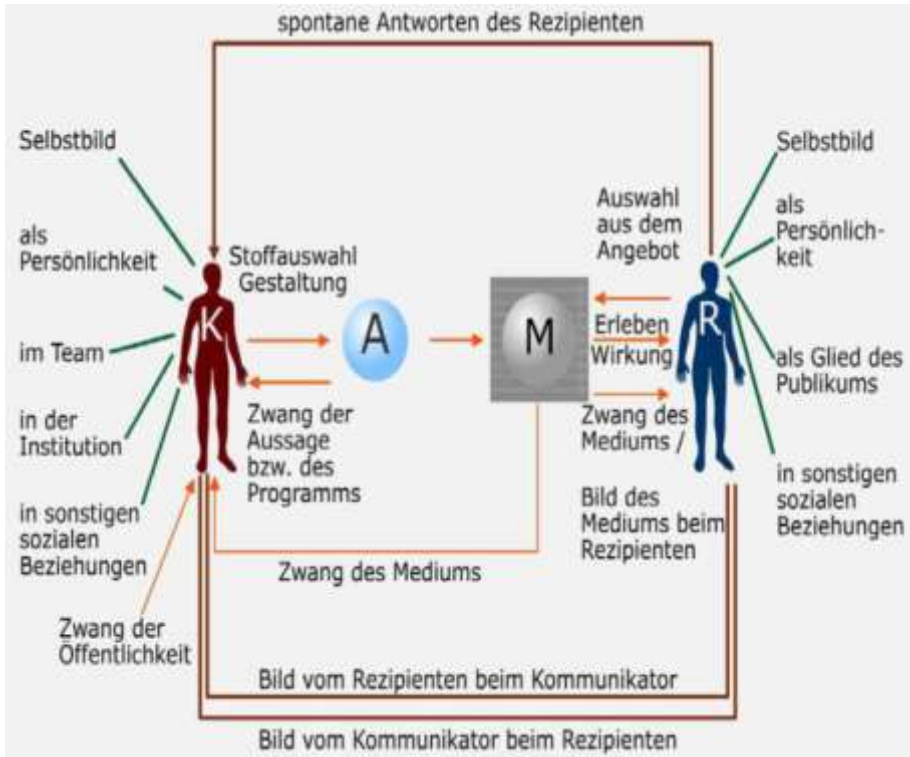 spontane Antworten des Rezipienten
Selbstbild
als
Persönlichkeit
im Team
in der
Institution
in sonstigen
sozialen
Beziehungen
Zwang der
Öffentlichkeit
K
Stoffauswahl
Gestaltung
A
Zwang der
Aussage
bzw. des
Programms
M
Zwang des Mediums
Auswahl
aus dem
Angebot
Erleben
Wirkung
Zwang des
Mediums /
Bild des
Mediums beim
Rezipienten
R
Selbstbild
als
Persönlich-
keit
als Glied des
Publikums
in sonstigen
sozialen
Beziehungen
Bild vom Rezipienten beim Kommunikator
Bild vom Kommunikator beim Rezipienten